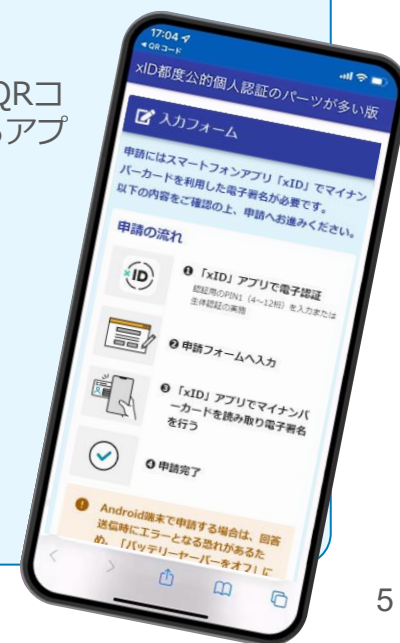 QRコ
るアプ
17:04
◀ QRコード
xID都度公的個人認証のパーツが多い版
入力フォーム
申請にはスマートフォンアプリ「xID」でマイナン
バーカードを利用した電子署名が必要です。
以下の内容をご確認の上、申請へお進みください。
申請の流れ
×ID
❶ 「xID」アプリで電子認証
認証用のPIN1（4〜12桁）を入力または
生体認証の実施
❷ 申請フォームへ入力
❸ 「xID」アプリでマイナンバ
ーカードを読み取り電子署名
を行う
❹ 申請完了
Android端末で申請する場合は、回答
送信時にエラーとなる恐れがあるた
め、「バッテリーセーバーをオフ」に
5